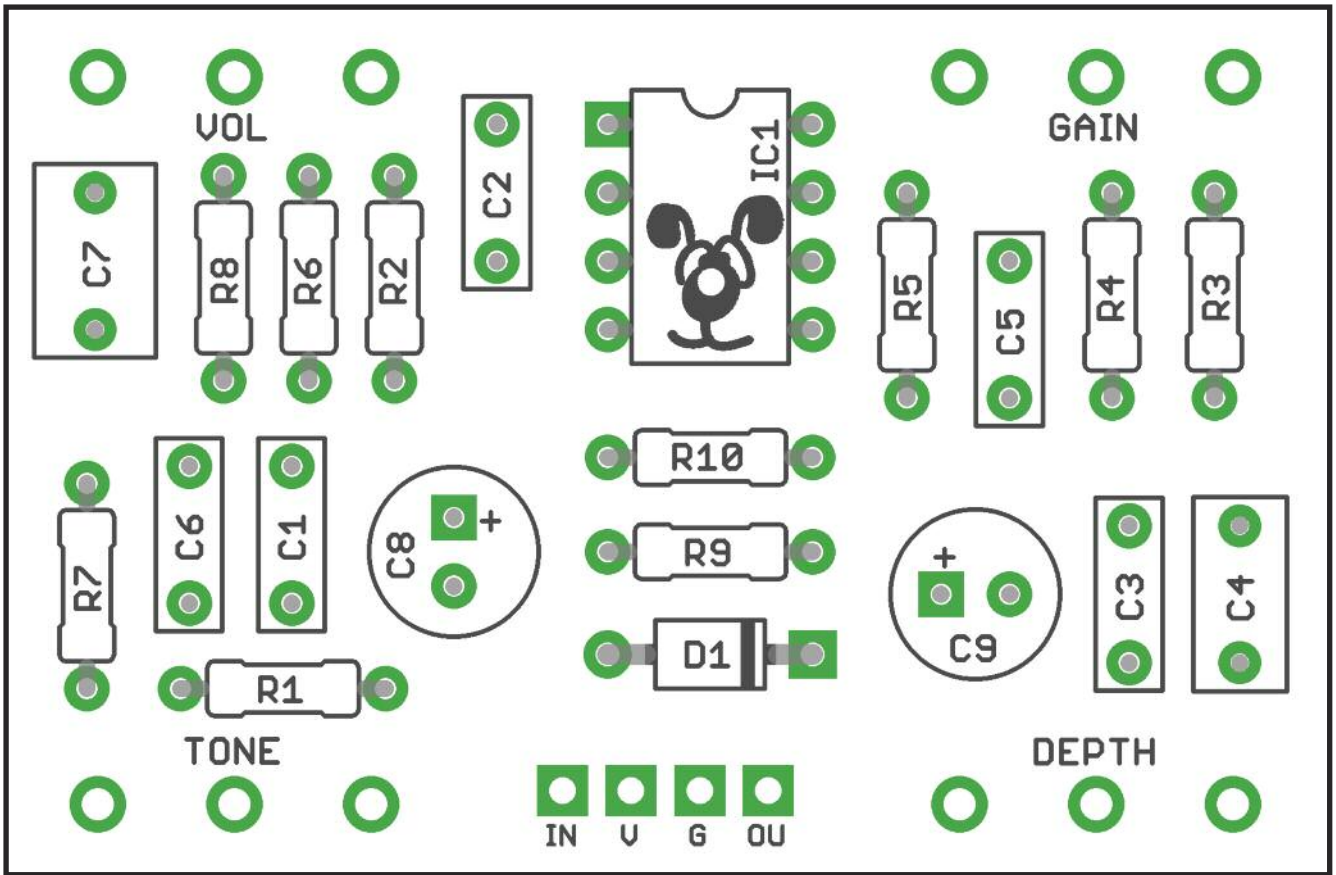 VOL
GAIN
C7
R8
R6
R2
C2
IC1
R5
C5
R4
R3
R7
C6
C1
C8
+
R10
R9
D1
+
C9
C3
C4
R1
TONE
DEPTH
IN V G OU